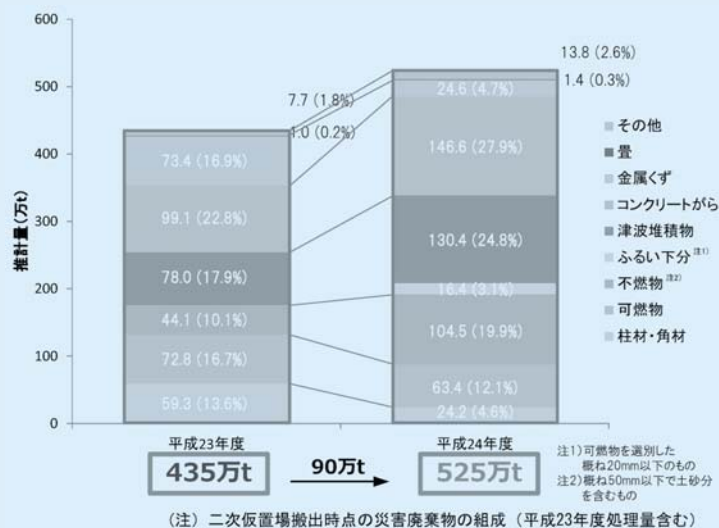 600
500
400
300
200
100
0
推計量(万t)
7.7 (1.8%)
1.0 (0.2%)
73.4 (16.9%)
99.1 (22.8%)
78.0 (17.9%)
44.1 (10.1%)
72.8 (16.7%)
59.3 (13.6%)
13.8 (2.6%)
1.4 (0.3%)
24.6 (4.7%)
146.6 (27.9%)
130.4 (24.8%)
16.4 (3.1%)
104.5 (19.9%)
63.4 (12.1%)
24.2 (4.6%)
その他
畳
金属くず
コンクリートがら
津波堆積物
ふるい下分 注1)
不燃物 注2)
可燃物
柱材・角材
平成23年度
平成24年度
435万t
90万t
525万t
注1)可燃物を選別した
概ね20mm以下のもの
注2)概ね50mm以下で土砂分
を含むもの
(注) 二次仮置場搬出時点の災害廃棄物の組成 (平成23年度処理量含む)